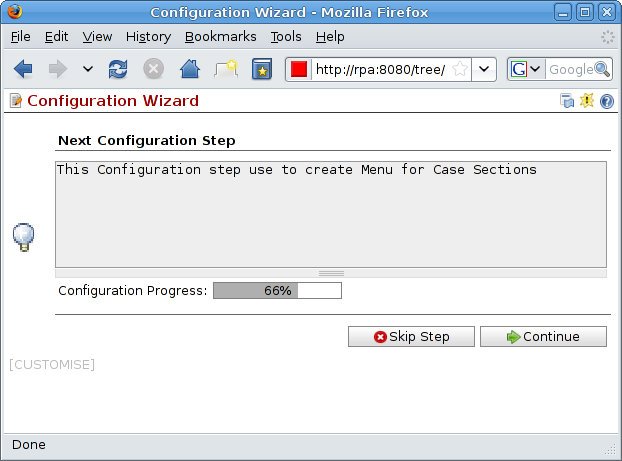 Configuration Wizard - Mozilla Firefox
File Edit View History Bookmarks Tools Help
http://rpa:8080/tree/ G Google
Configuration Wizard
Next Configuration Step
This Configuration step use to create Menu for Case Sections
Configuration Progress: 66%
Skip Step Continue
[CUSTOMISE]
Done